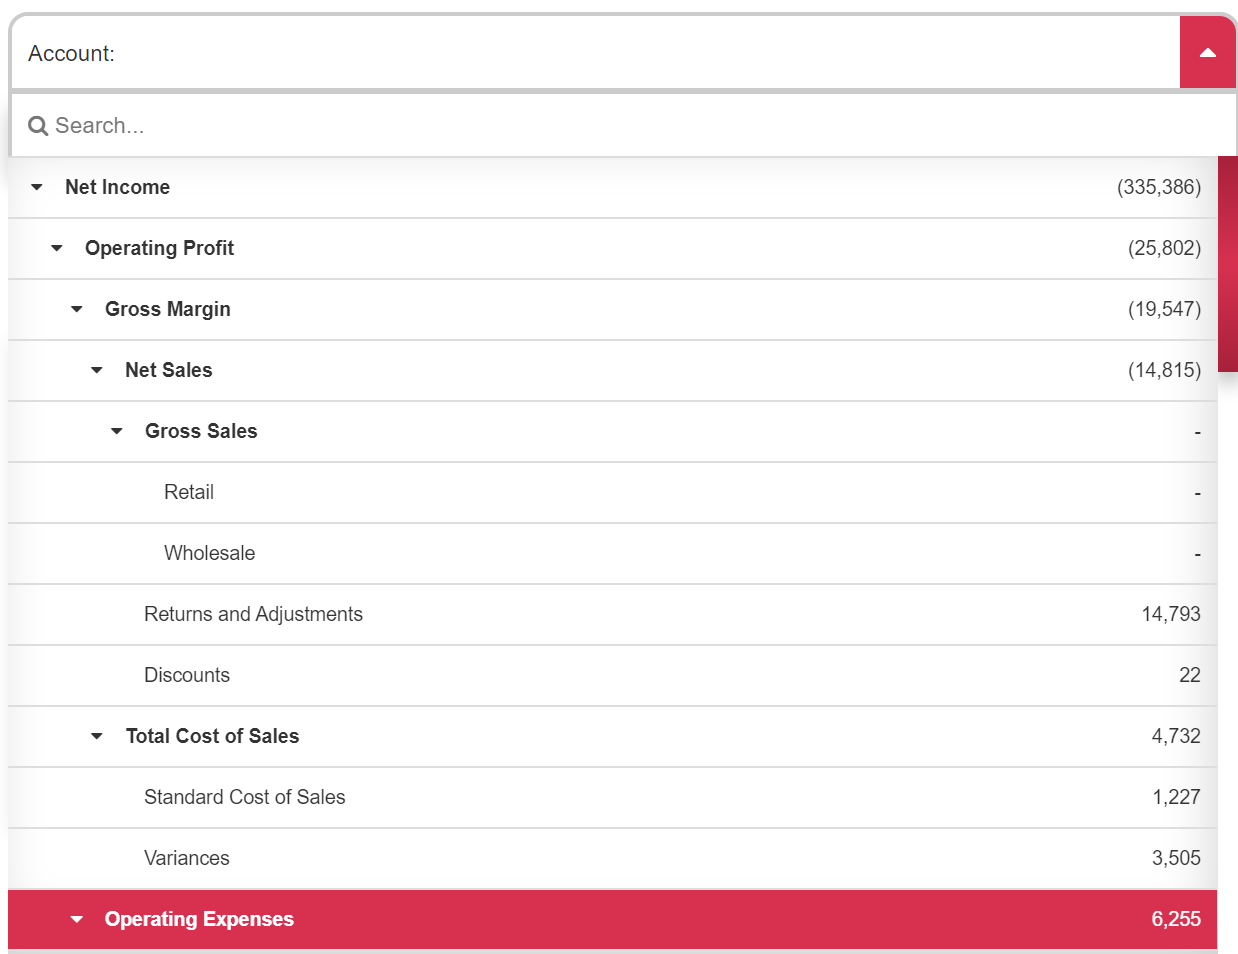 Account:
Search...
Net Income (335,386)
Operating Profit (25,802)
Gross Margin (19,547)
Net Sales (14,815)
Gross Sales -
Retail -
Wholesale -
Returns and Adjustments 14,793
Discounts 22
Total Cost of Sales 4,732
Standard Cost of Sales 1,227
Variances 3,505
Operating Expenses 6,255